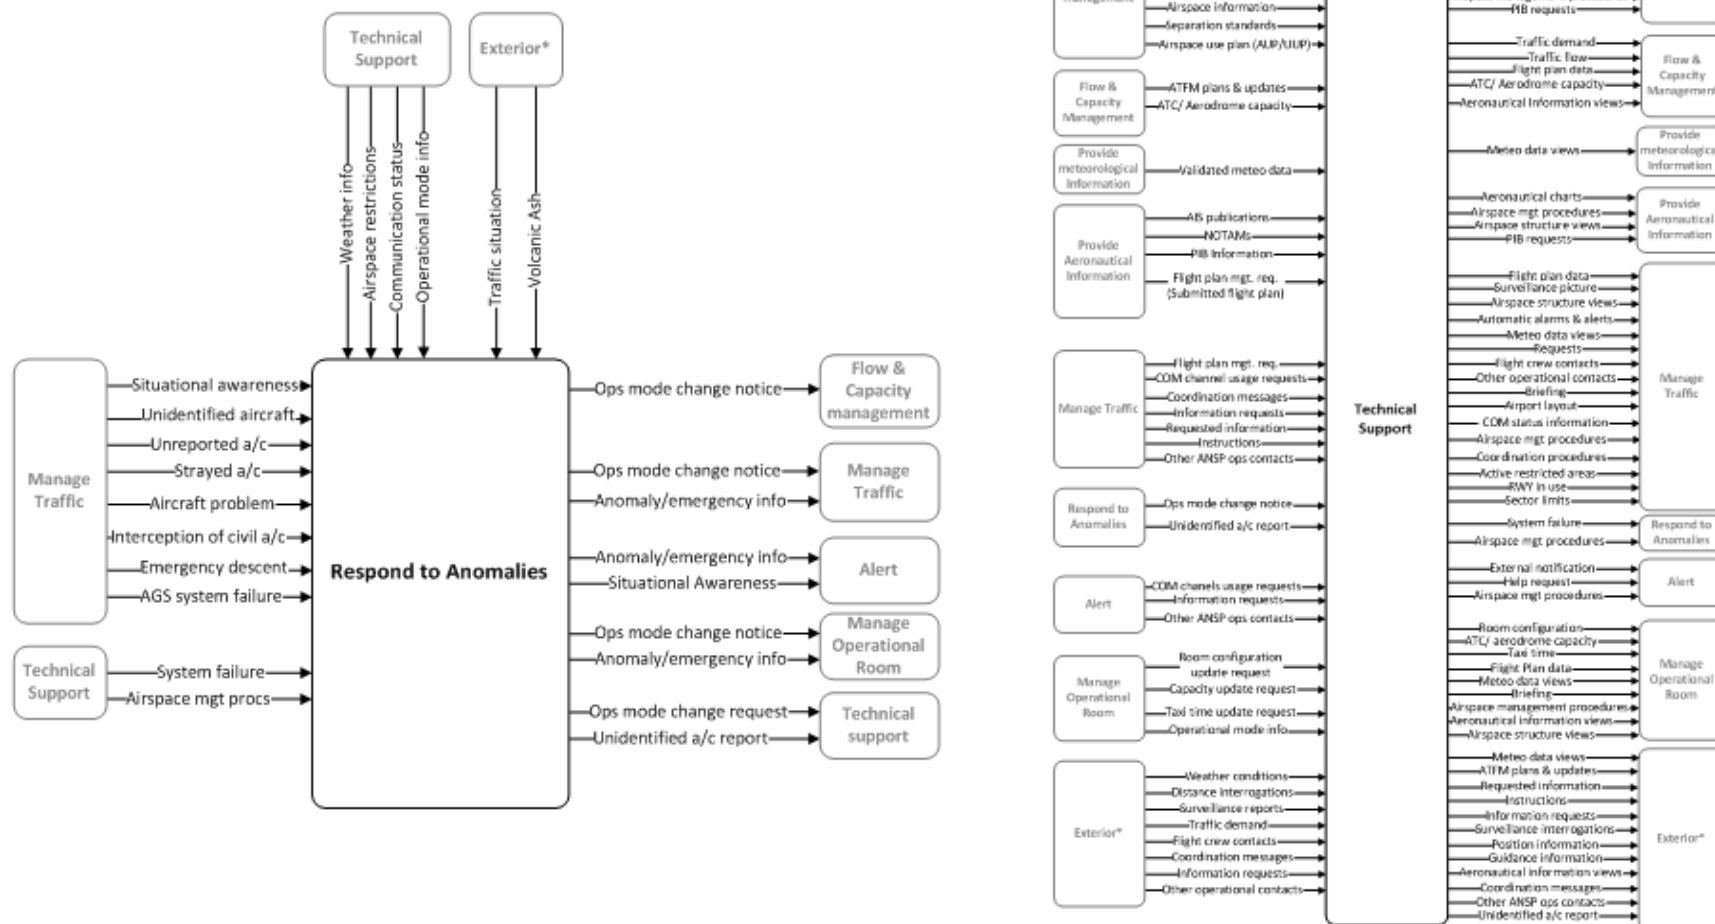 Technical
Support
Exterior*
Weather info
Airspace restrictions
Communication status
Operational mode info
Traffic situation
Volcanic Ash
Manage
Traffic
Situational awareness
Unidentified aircraft
Unreported a/c
Strayed a/c
Aircraft problem
Interception of civil a/c
Emergency descent
AGS system failure
Technical
Support
System failure
Airspace mgt procs
Respond to Anomalies
Ops mode change notice
Flow &
Capacity
management
Ops mode change notice
Anomaly/emergency info
Manage
Traffic
Anomaly/emergency info
Situational Awareness
Alert
Ops mode change notice
Anomaly/emergency info
Manage
Operational
Room
Ops mode change request
Unidentified a/c report
Technical
support
Airspace information
Separation standards
Airspace use plan (AUP/UUP)
Flow &
Capacity
Management
ATFM plans & updates
ATC/ Aerodrome capacity
Provide
meteorological
Information
Validated meteo data
Provide
Aeronautical
Information
AIS publications
NOTAMs
PIB Information
Flight plan mgt. req.
(Submitted flight plan)
Manage Traffic
Flight plan mgt. req.
COM channel usage requests
Coordination messages
Information requests
Requested information
Instructions
Other ANSP ops contacts
Respond to
Anomalies
Ops mode change notice
Unidentified a/c report
Alert
COM chanels usage requests
Information requests
Other ANSP ops contacts
Manage
Operational
Room
Room configuration
update request
Capacity update request
Taxi time update request
Operational mode info
Exterior*
Weather conditions
Distance Interrogations
Surveillance reports
Traffic demand
Flight crew contacts
Coordination messages
Information requests
Other operational contacts
Technical
Support
PIB requests
Traffic demand
Traffic flow
Flight plan data
ATC/ Aerodrome capacity
Aeronautical Information views
Flow &
Capacity
Management
Meteo data views
Provide
meteorologica
Information
Aeronautical charts
Airspace mgt procedures
Airspace structure views
PIB requests
Provide
Aeronautical
Information
Flight plan data
Surveillance picture
Airspace structure views
Automatic alarms & alerts
Meteo data views
Requests
Flight crew contacts
Other operational contacts
Briefing
Airport layout
COM status information
Airspace mgt procedures
Coordination procedures
Active restricted areas
RWY in use
Sector limits
Manage
Traffic
System failure
Airspace mgt procedures
Respond to
Anomalies
External notification
Help request
Airspace mgt procedures
Alert
Room configuration
ATC/ aerodrome capacity
Taxi time
Flight Plan data
Meteo data views
Briefing
Airspace management procedures
Aeronautical information views
Airspace structure views
Manage
Operational
Room
Meteo data views
ATFM plans & updates
Requested information
Instructions
Information requests
Surveillance interrogations
Position information
Guidance information
Aeronautical information views
Coordination messages
Other ANSP ops contacts
Unidentified a/c report
Exterior*